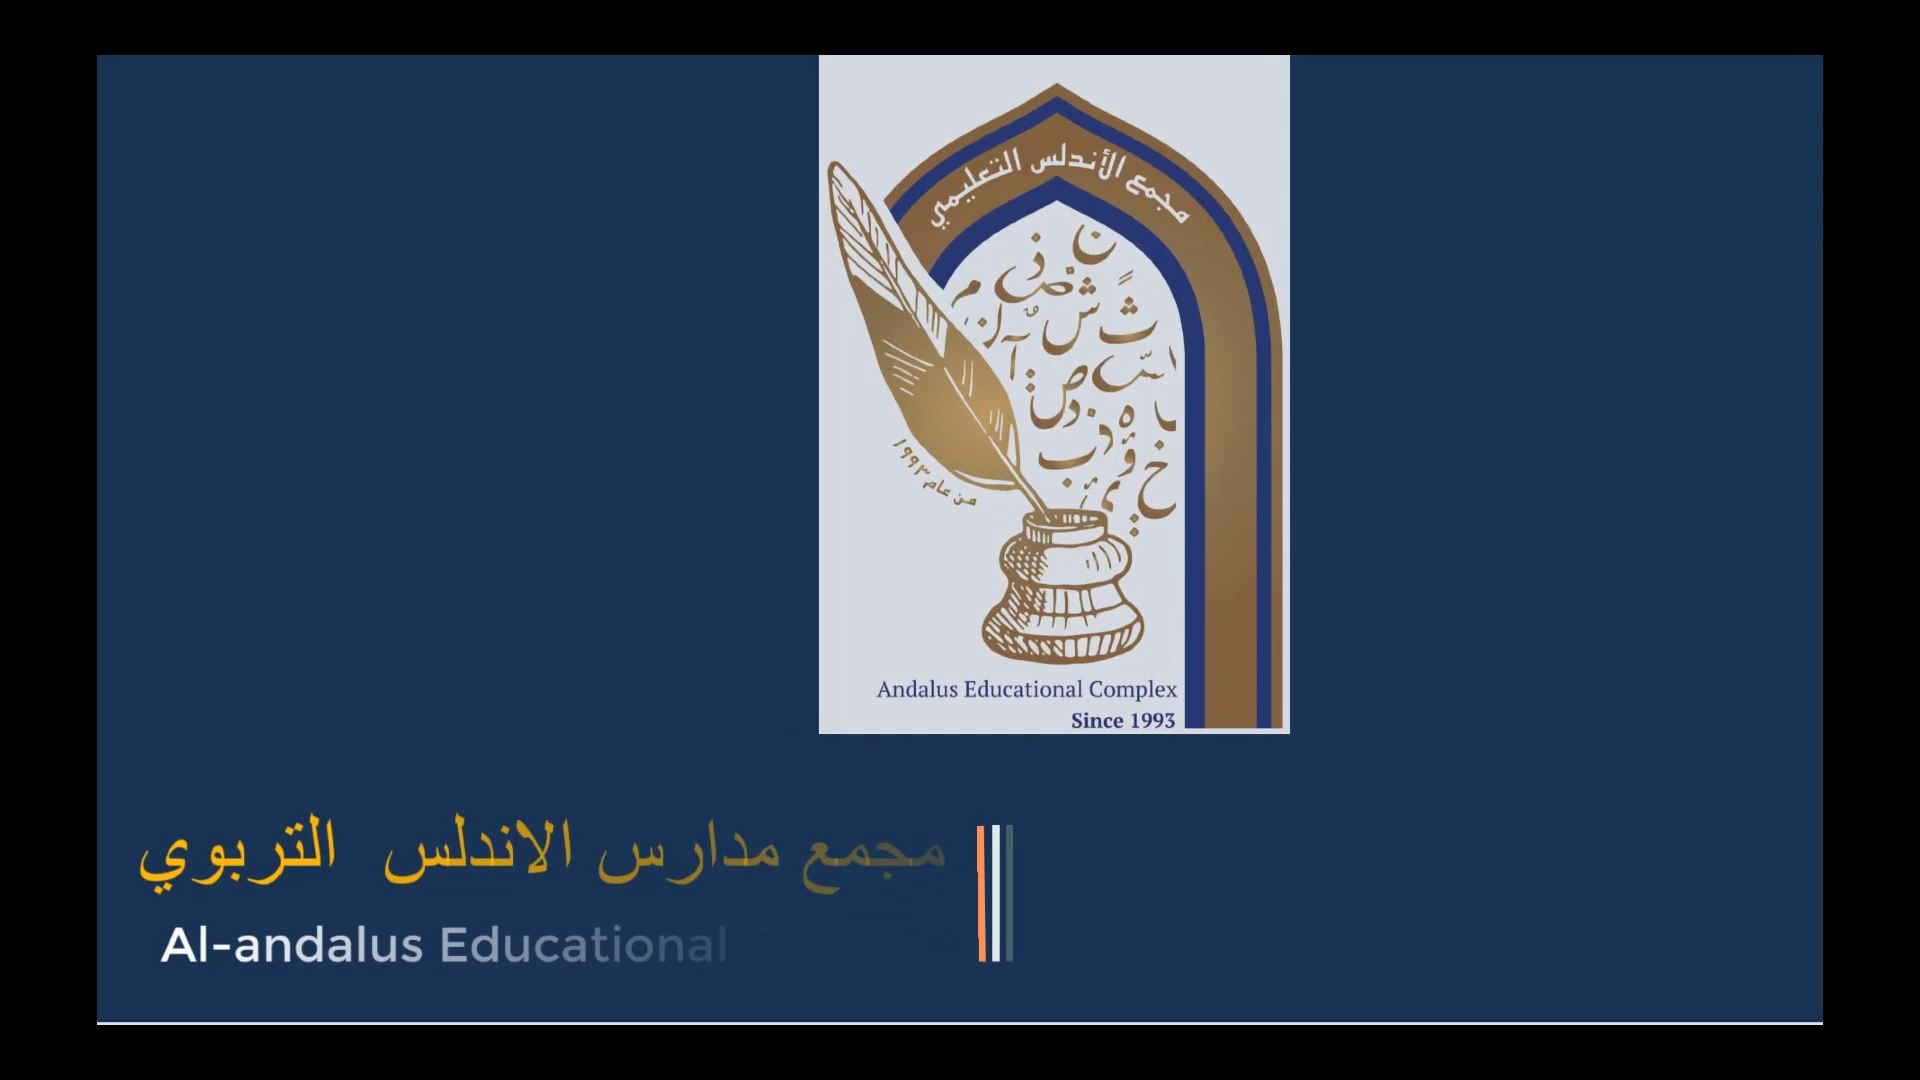 مجمع الأندلس التعليمي
من عام ١٩٩٣
Andalus Educational Complex
Since 1993
مجمع مدارس الاندلس التربوي
Al-andalus Educational